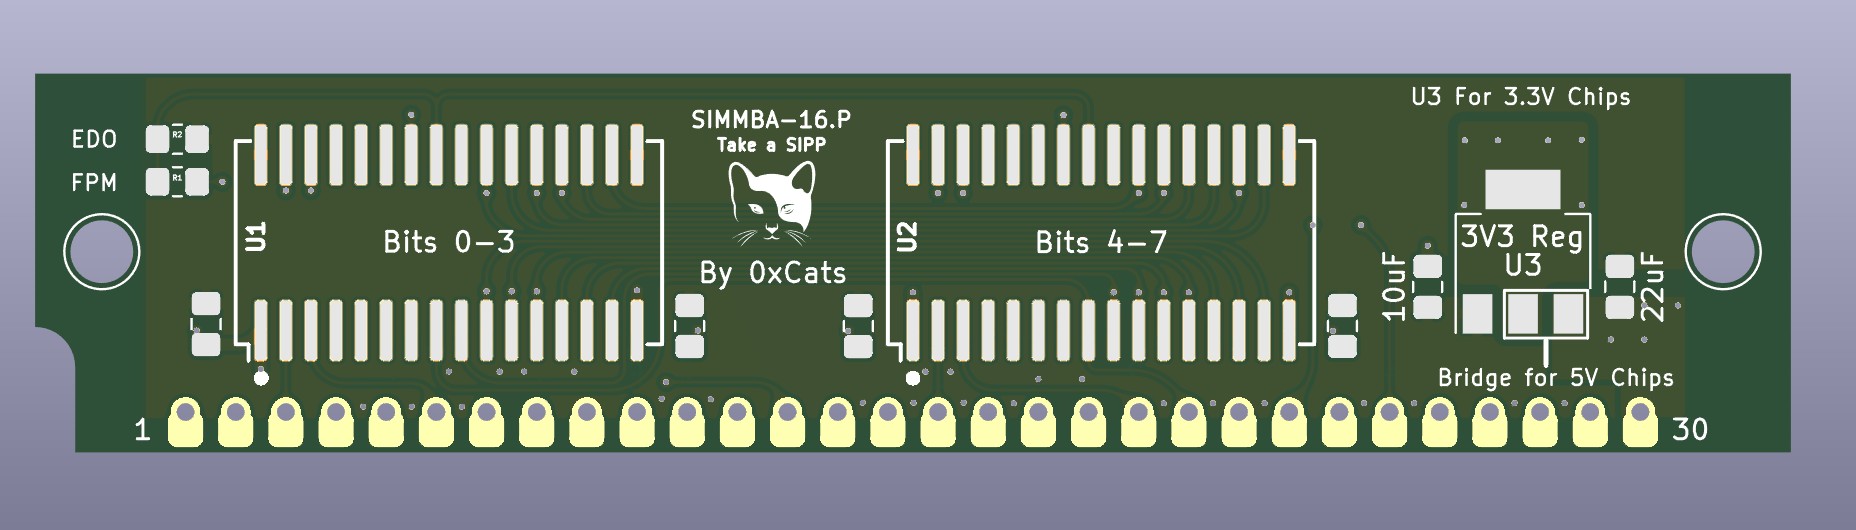 U3 For 3.3V Chips
SIMMBA-16.P
Take a SIPP
EDO
R2
FPM
R1
U1
Bits 0-3
By 0xCats
U2
Bits 4-7
3V3 Reg
U3
10uF
22uF
Bridge for 5V Chips
1
30